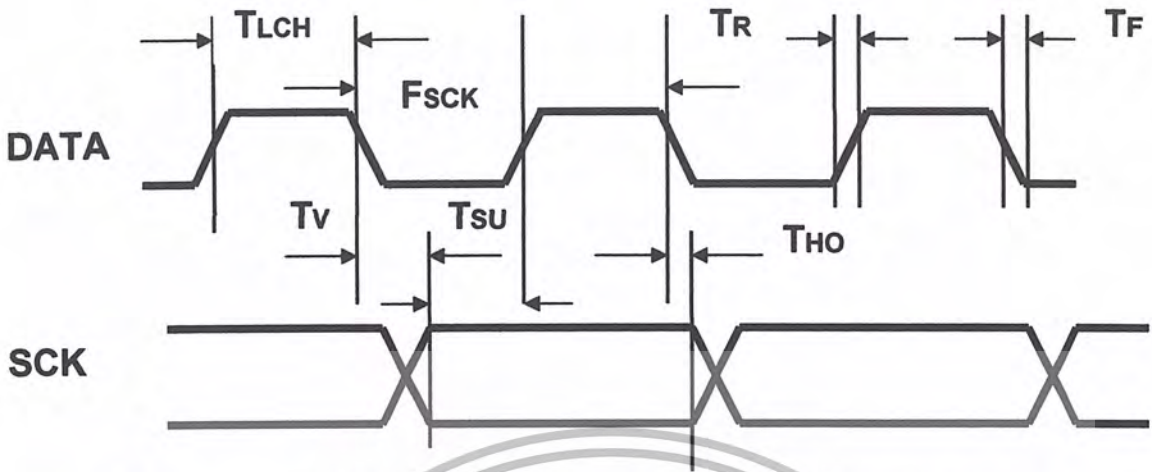 TLCH
TR
TF
FSCK
DATA
TV
TSU
THO
SCK